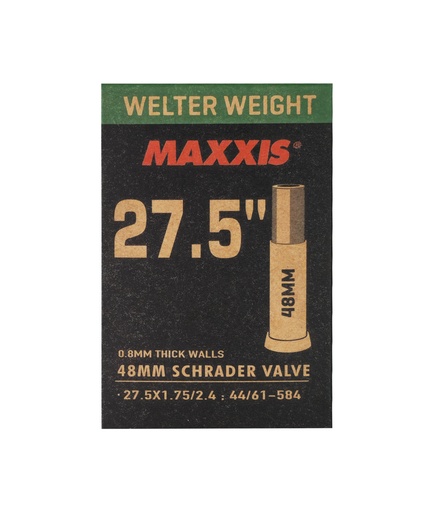 WELTER WEIGHT
MAXXIS®
27.5"
48MM
0.8MM THICK WALLS
48MM SCHRADER VALVE
·27.5X1.75/2.4 : 44/61-584